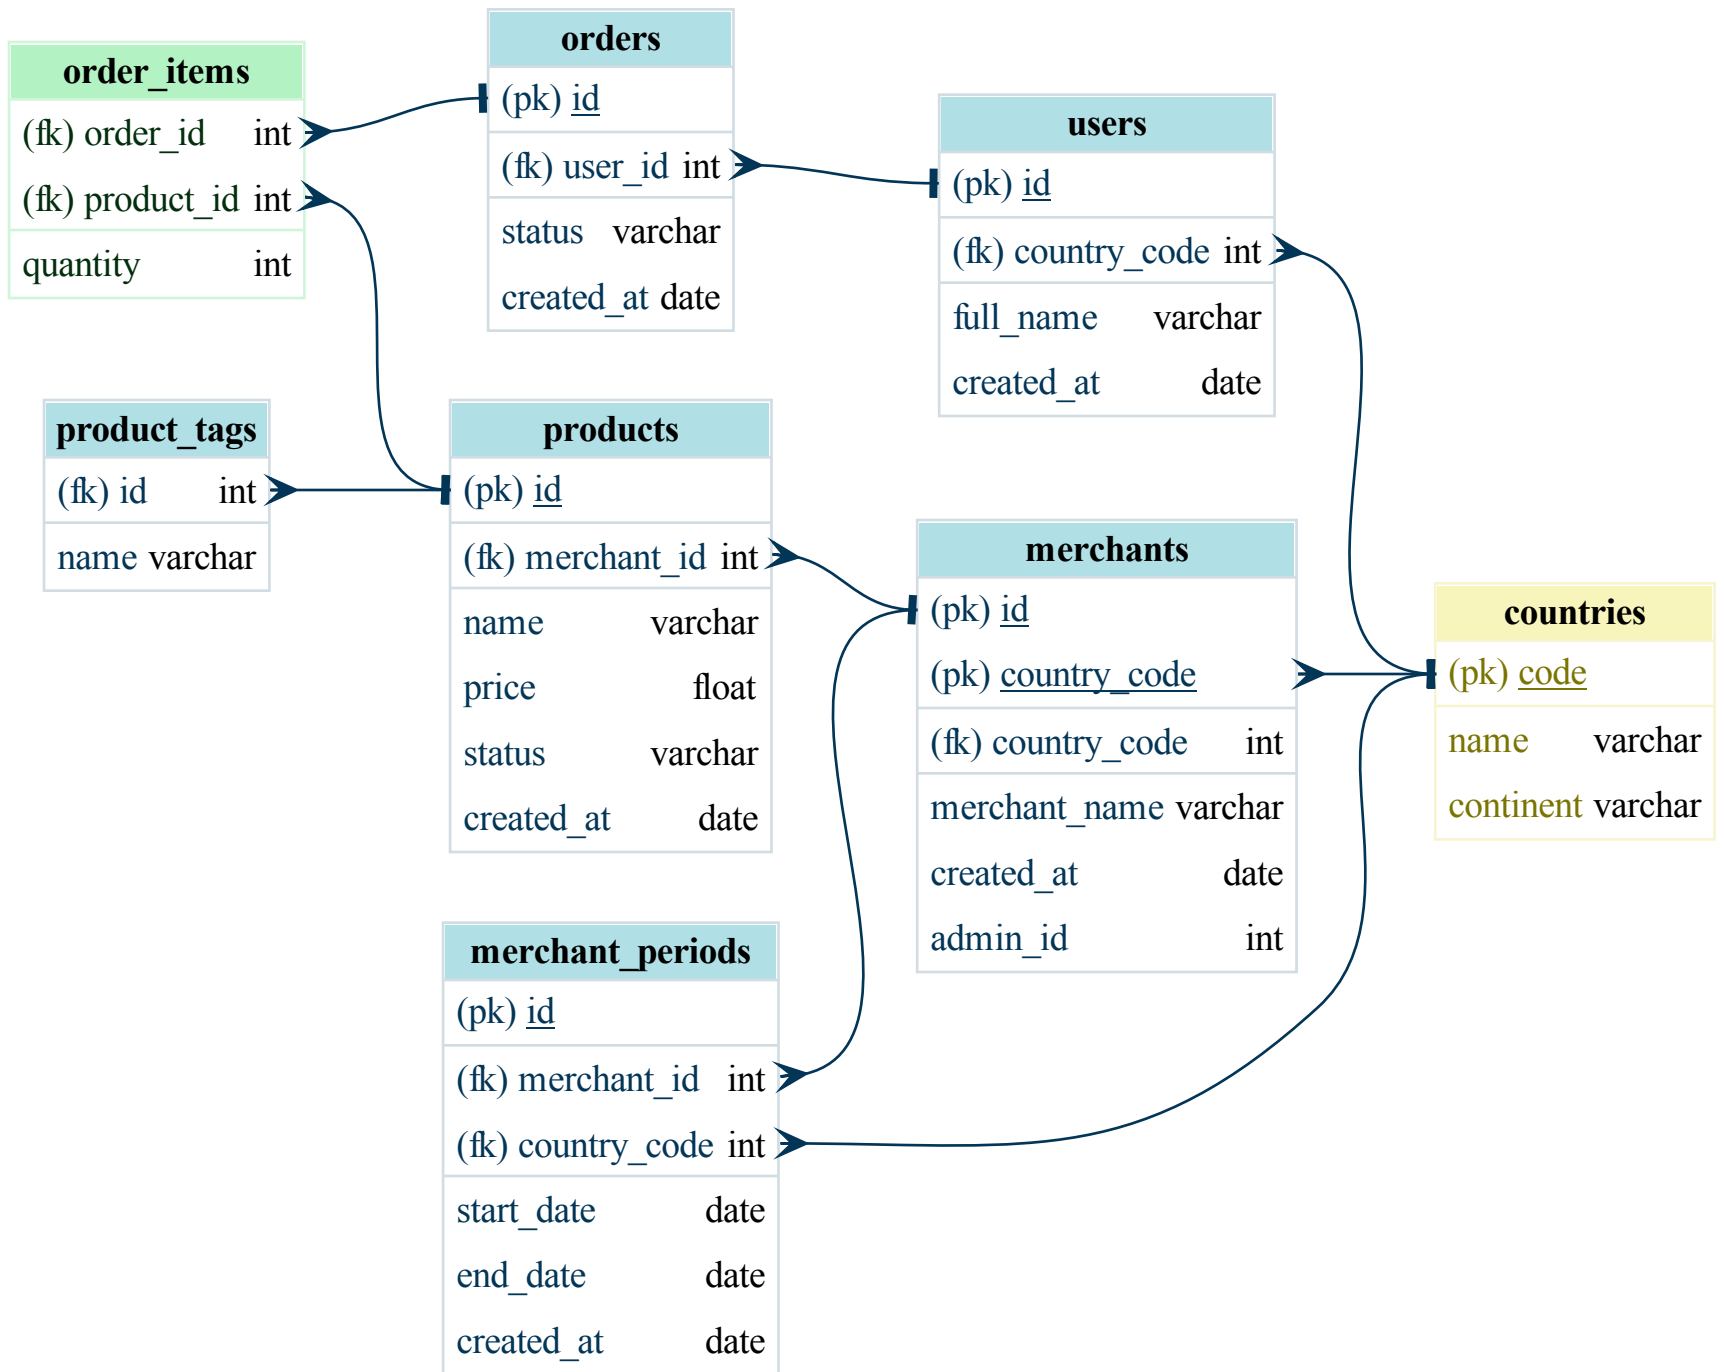 order_items
(fk) order_id int
(fk) product_id int
quantity int
orders
(pk) id
(fk) user_id int
status varchar
created_at date
users
(pk) id
(fk) country_code int
full_name varchar
created_at date
product_tags
(fk) id int
name varchar
products
(pk) id
(fk) merchant_id int
name varchar
price float
status varchar
created_at date
merchants
(pk) id
(pk) country_code
(fk) country_code int
merchant_name varchar
created_at date
admin_id int
countries
(pk) code
name varchar
continent varchar
merchant_periods
(pk) id
(fk) merchant_id int
(fk) country_code int
start_date date
end_date date
created_at date